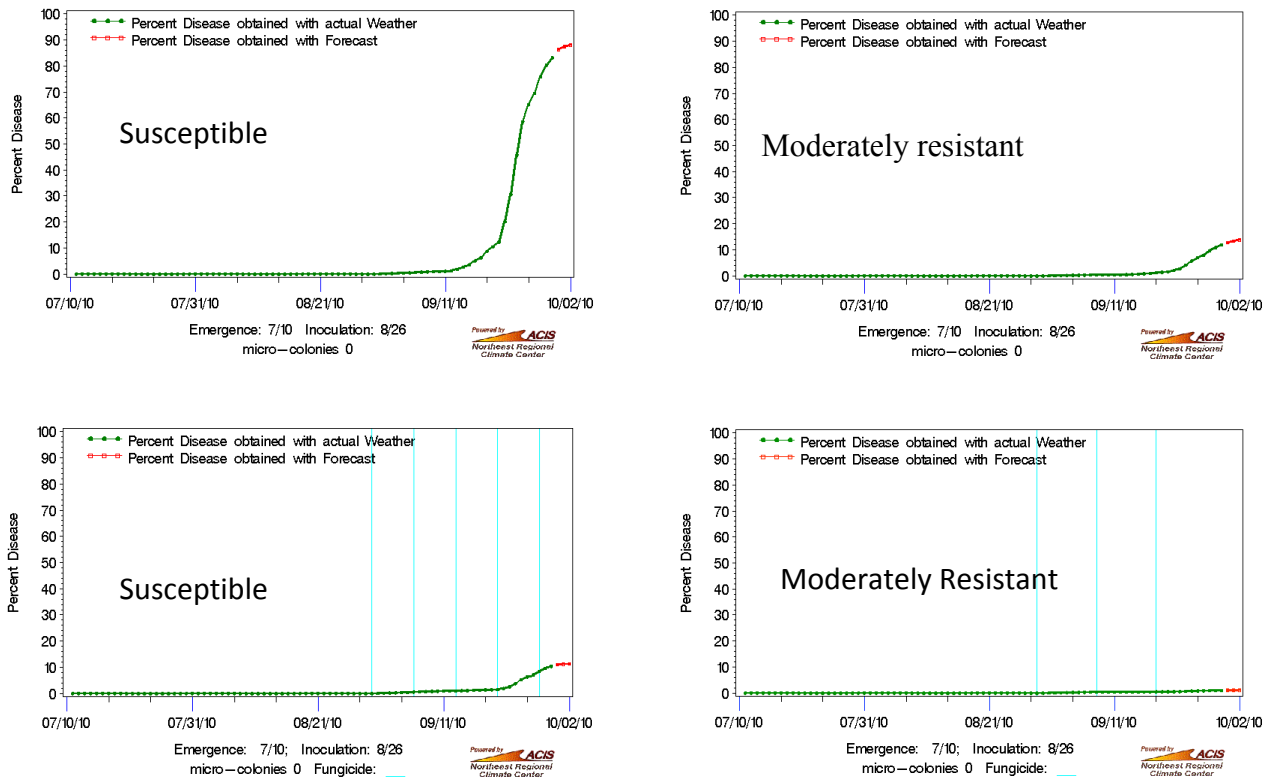 Percent Disease obtained with actual Weather
Percent Disease obtained with Forecast
Percent Disease
100
90
80
70
60
50
40
30
20
10
0
Susceptible
07/10/10 07/31/10 08/21/10 09/11/10 10/02/10
Emergence: 7/10 Inoculation: 8/26
micro-colonies 0
Powered by ACIS
Northeast Regional
Climate Center
Percent Disease obtained with actual Weather
Percent Disease obtained with Forecast
Percent Disease
100
90
80
70
60
50
40
30
20
10
0
Moderately resistant
07/10/10 07/31/10 08/21/10 09/11/10 10/02/10
Emergence: 7/10 Inoculation: 8/26
micro-colonies 0
Powered by ACIS
Northeast Regional
Climate Center
Percent Disease obtained with actual Weather
Percent Disease obtained with Forecast
Percent Disease
100
90
80
70
60
50
40
30
20
10
0
Susceptible
07/10/10 07/31/10 08/21/10 09/11/10 10/02/10
Emergence: 7/10; Inoculation: 8/26
micro-colonies 0 Fungicide:
Powered by ACIS
Northeast Regional
Climate Center
Percent Disease obtained with actual Weather
Percent Disease obtained with Forecast
Percent Disease
100
90
80
70
60
50
40
30
20
10
0
Moderately Resistant
07/10/10 07/31/10 08/21/10 09/11/10 10/02/10
Emergence: 7/10; Inoculation: 8/26
micro-colonies 0 Fungicide:
Powered by ACIS
Northeast Regional
Climate Center